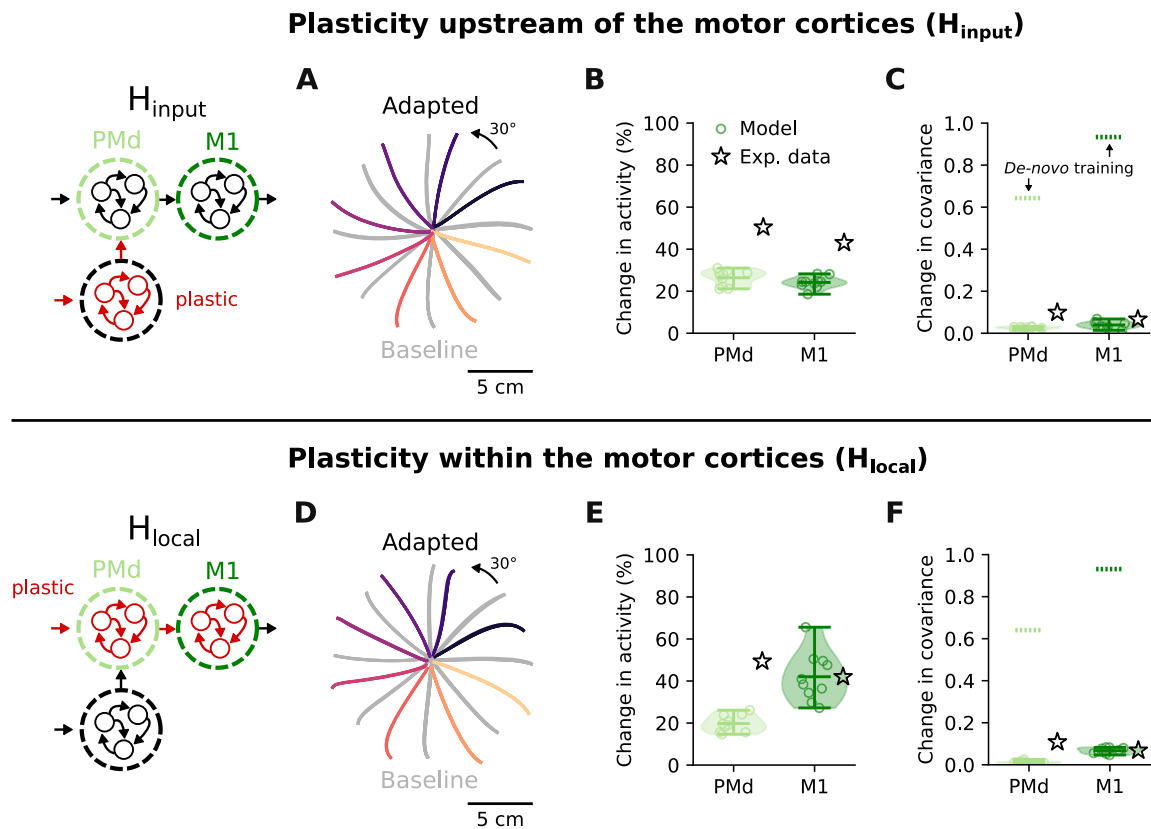 Plasticity upstream of the motor cortices (H_input)
H_input
PMd
M1
plastic
A
Adapted
30°
Baseline
5 cm
B
Change in activity (%)
100
80
60
40
20
0
Model
Exp. data
PMd
M1
C
Change in covariance
1.0
0.8
0.6
0.4
0.2
0.0
De-novo training
PMd
M1
Plasticity within the motor cortices (H_local)
H_local
plastic
PMd
M1
D
Adapted
30°
Baseline
5 cm
E
Change in activity (%)
100
80
60
40
20
0
PMd
M1
F
Change in covariance
1.0
0.8
0.6
0.4
0.2
0.0
PMd
M1